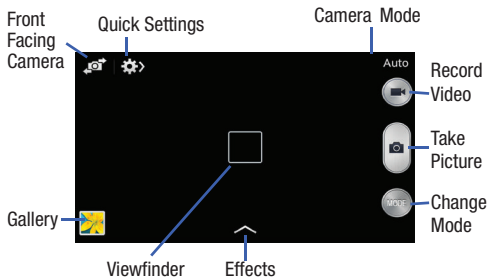 Front
Facing
Camera
Quick Settings
Camera Mode
Auto
Record
Video
Take
Picture
MODE
Change
Mode
Gallery
Viewfinder
Effects